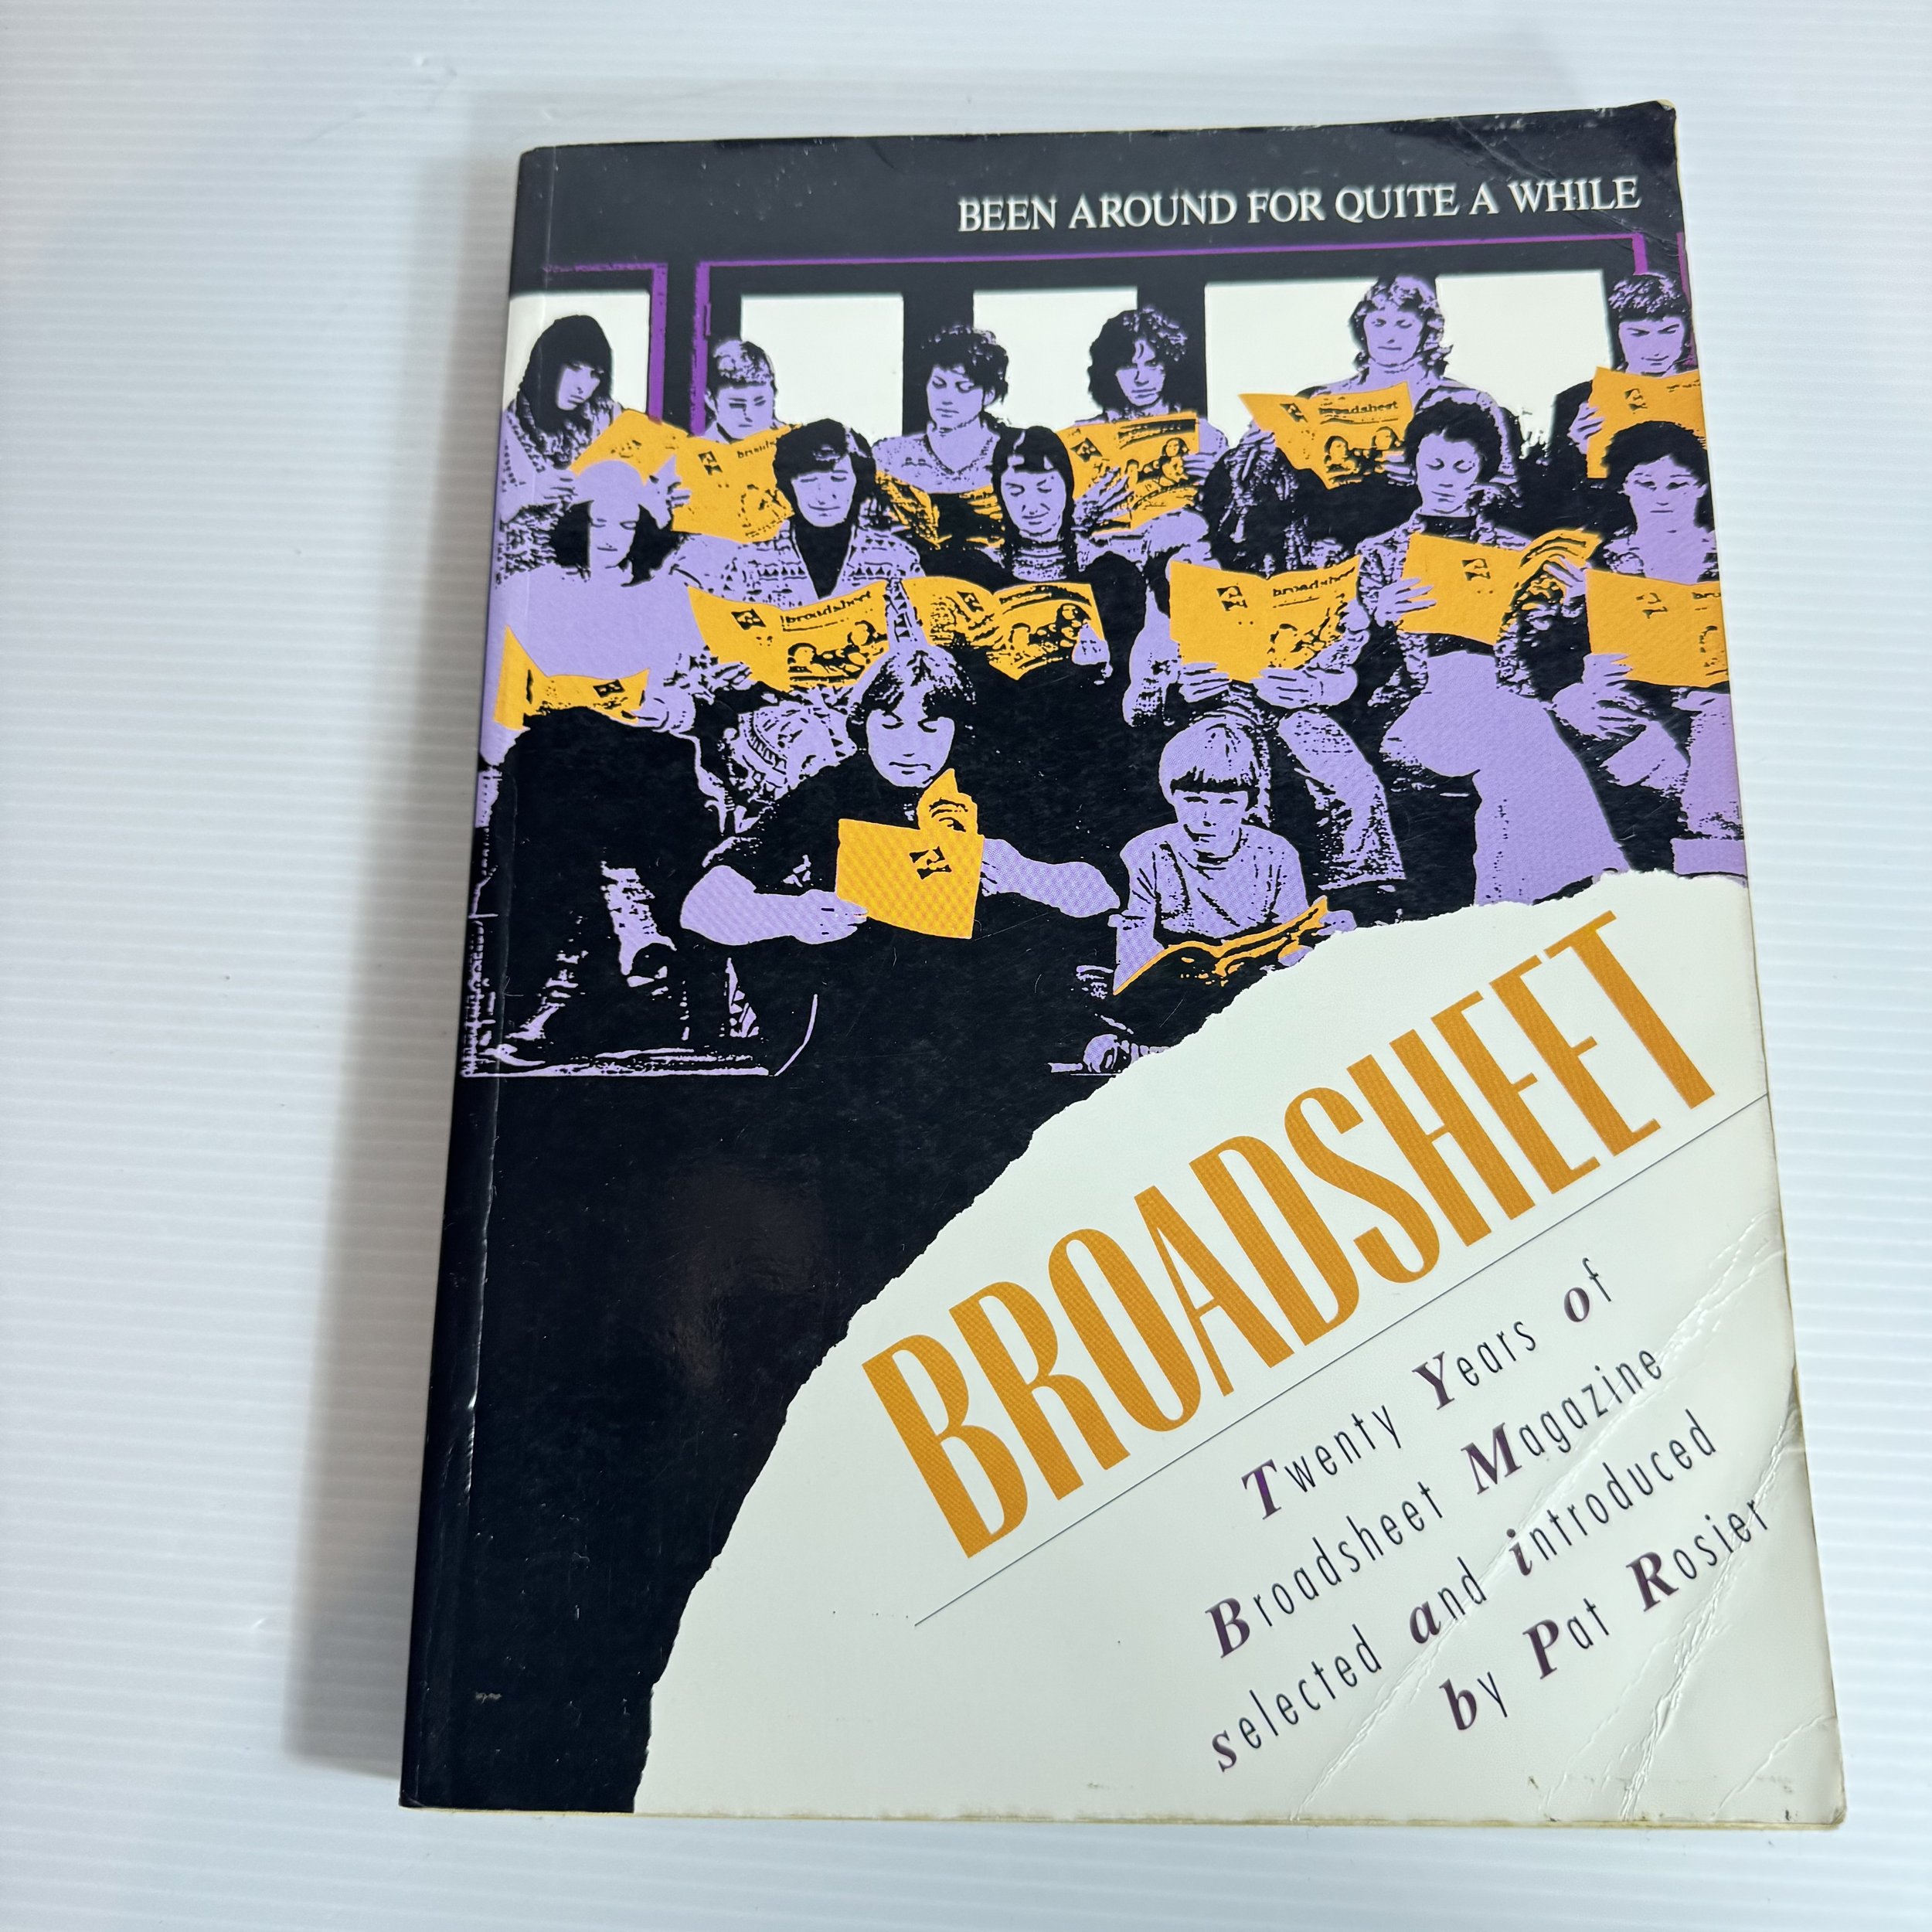 BEEN AROUND FOR QUITE A WHILE
broadsheet
broadsheet
broadsheet
BROADSHEET
Twenty Years of
Broadsheet Magazine
selected and introduced
by Pat Rosier